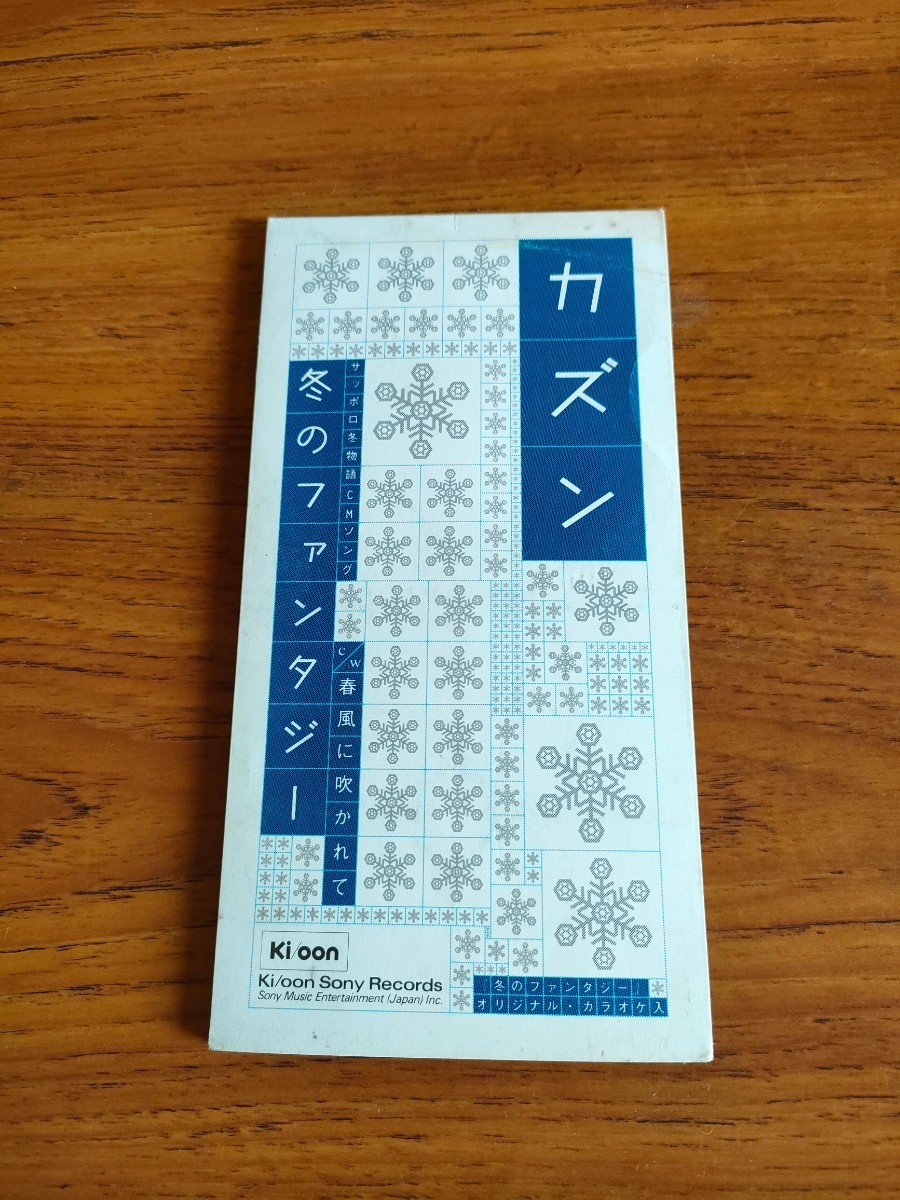 カズン
サッポロ冬物語CMソング
冬のファンタジー
c/w春風に吹かれて
Ki/oon
Ki/oon Sony Records
Sony Music Entertainment (Japan) Inc.
「冬のファンタジー」
オリジナル・カラオケ入